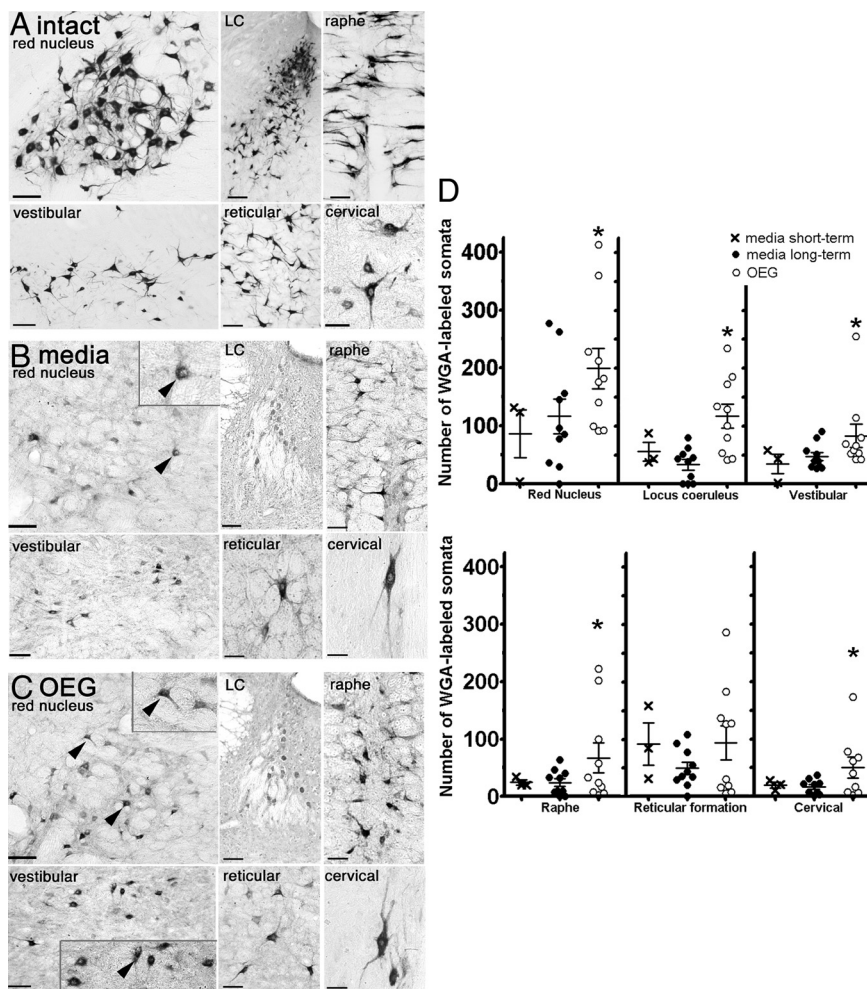 A intact
red nucleus
LC
raphe
vestibular
reticular
cervical
B media
red nucleus
LC
raphe
vestibular
reticular
cervical
C OEG
red nucleus
LC
raphe
vestibular
reticular
cervical
D
Number of WGA-labeled somata
400
300
200
100
0
* * *
media short-term
media long-term
OEG
Red Nucleus
Locus coeruleus
Vestibular
Number of WGA-labeled somata
400
300
200
100
0
* *
Raphe
Reticular formation
Cervical